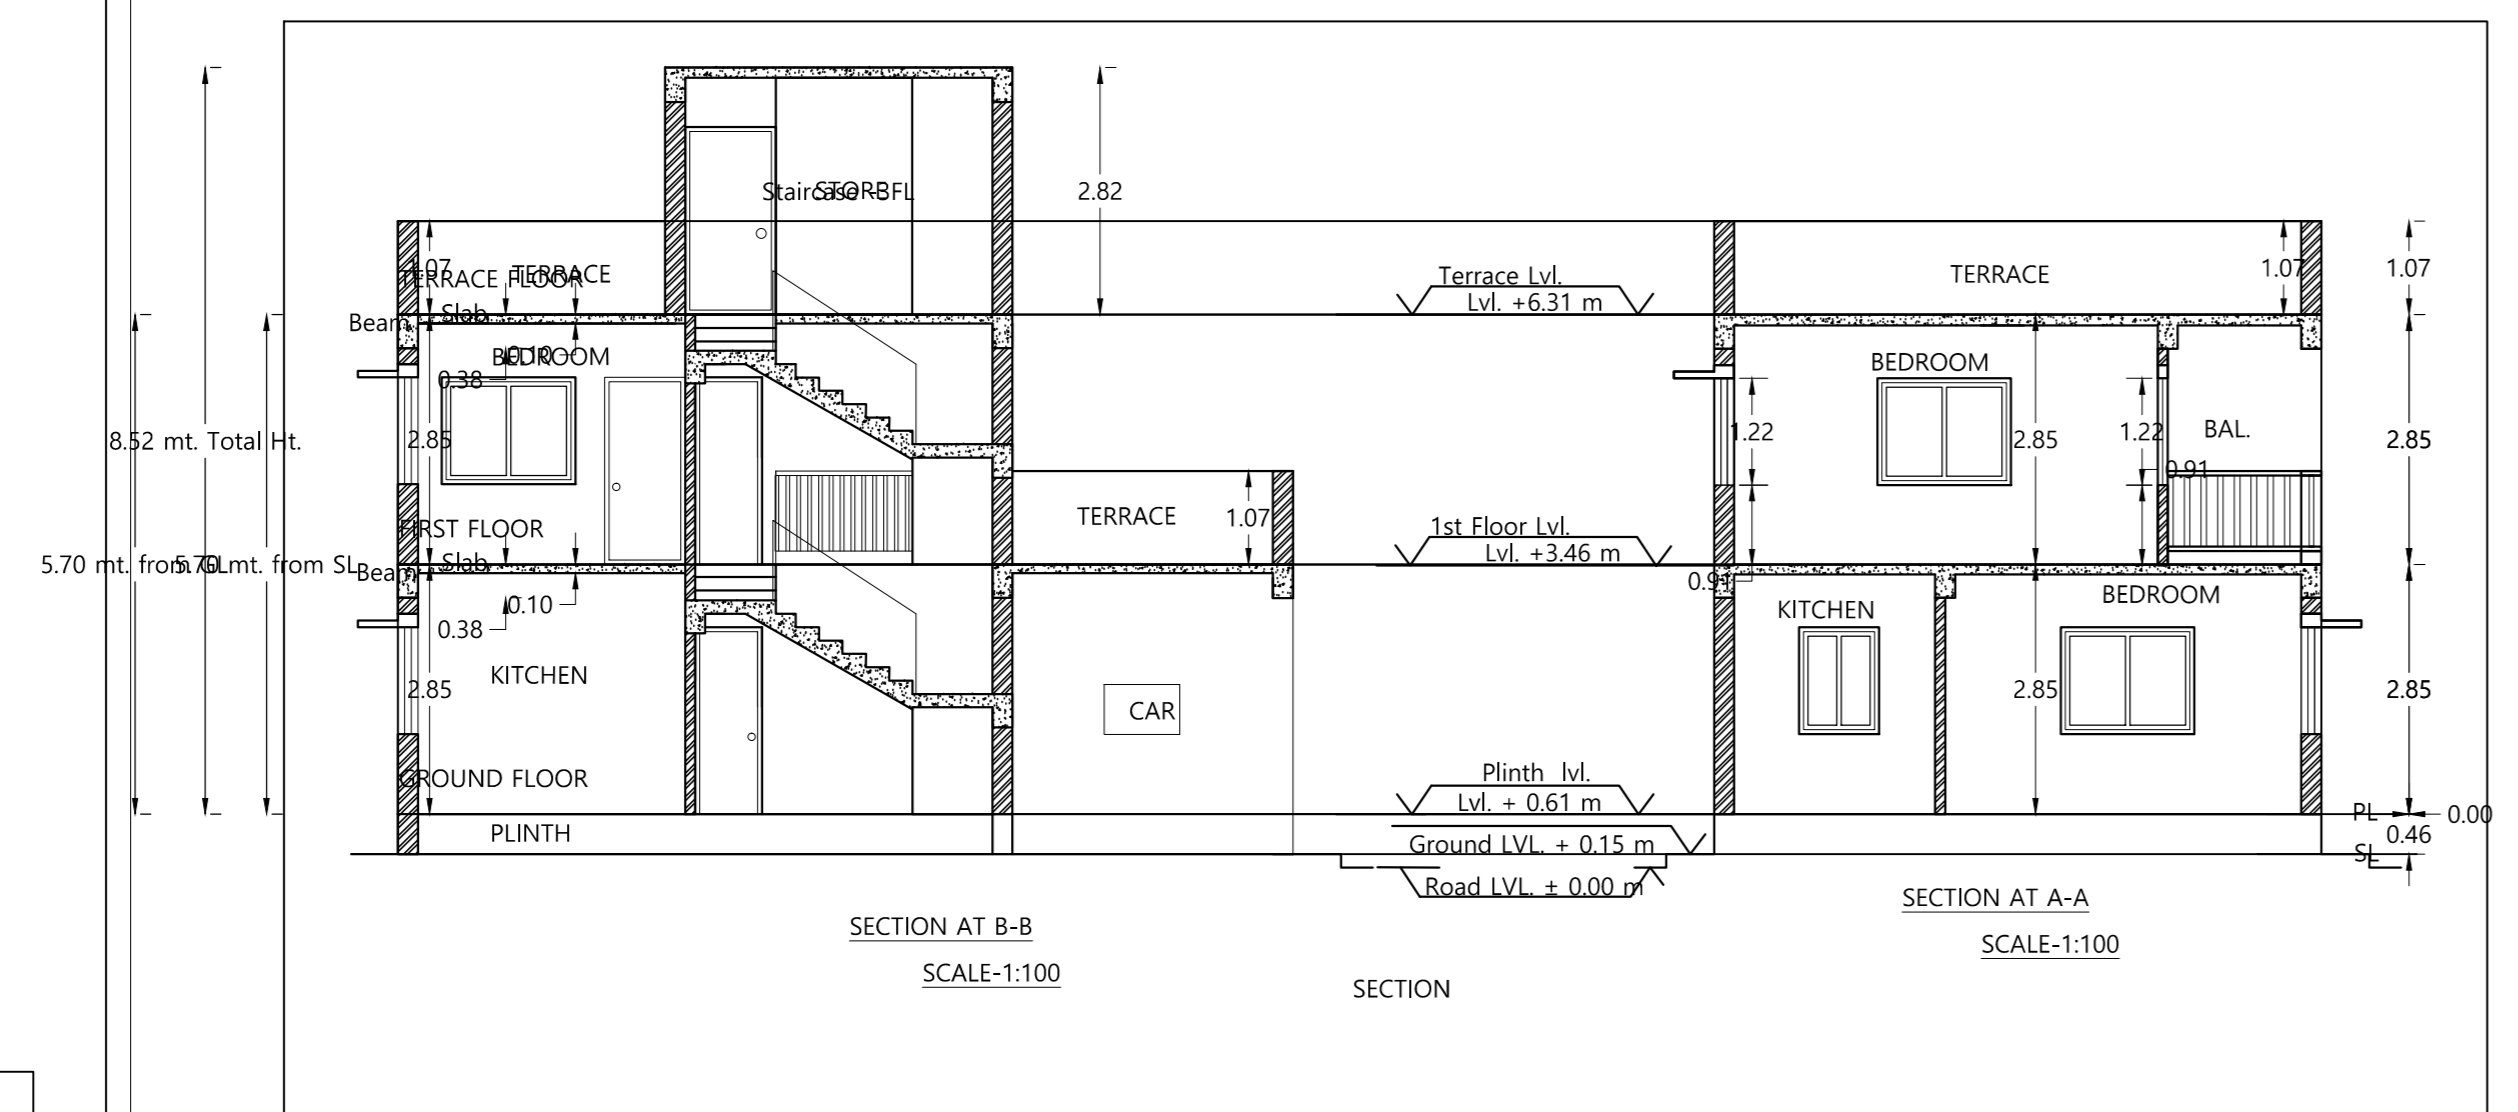 Staircase -BFL
STORE
2.82
1.07
TERRACE
TERRACE FLOOR
Terrace Lvl.
Lvl. +6.31 m
TERRACE
1.07
1.07
Slab
Beam
BEDROOM
0.10
0.38
BEDROOM
8.52 mt. Total Ht.
2.85
1.22
2.85
1.22
BAL.
2.85
0.91
FIRST FLOOR
TERRACE
1.07
1st Floor Lvl.
Lvl. +3.46 m
5.70 mt. from GL
5.70 mt. from SL
Slab
Beam
0.91
0.10
0.38
KITCHEN
BEDROOM
KITCHEN
2.85
CAR
2.85
2.85
GROUND FLOOR
Plinth lvl.
Lvl. + 0.61 m
PL
0.00
PLINTH
0.46
Ground LVL. + 0.15 m
SL
Road LVL. ± 0.00 m
SECTION AT B-B
SCALE-1:100
SECTION AT A-A
SCALE-1:100
SECTION